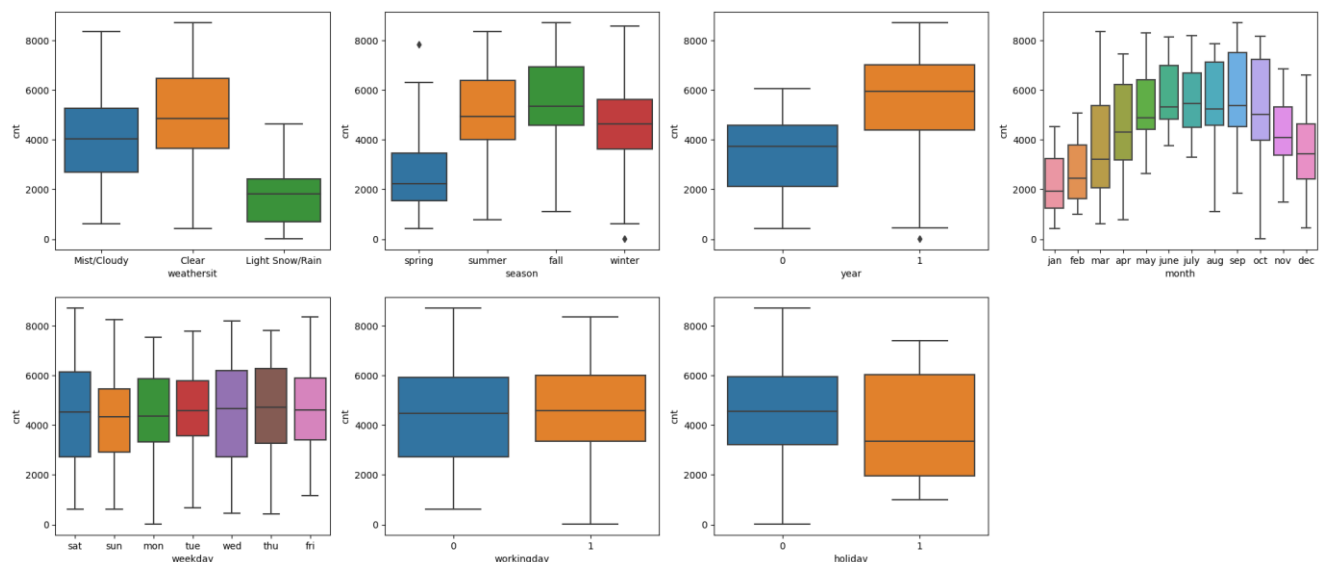 cnt
8000
6000
4000
2000
0
Mist/Cloudy Clear Light Snow/Rain
weathersit
cnt
8000
6000
4000
2000
0
spring summer fall winter
season
cnt
8000
6000
4000
2000
0
0 1
year
cnt
8000
6000
4000
2000
0
jan feb mar apr may june july aug sep oct nov dec
month
cnt
8000
6000
4000
2000
0
sat sun mon tue wed thu fri
weekday
cnt
8000
6000
4000
2000
0
0 1
workingday
cnt
8000
6000
4000
2000
0
0 1
holiday